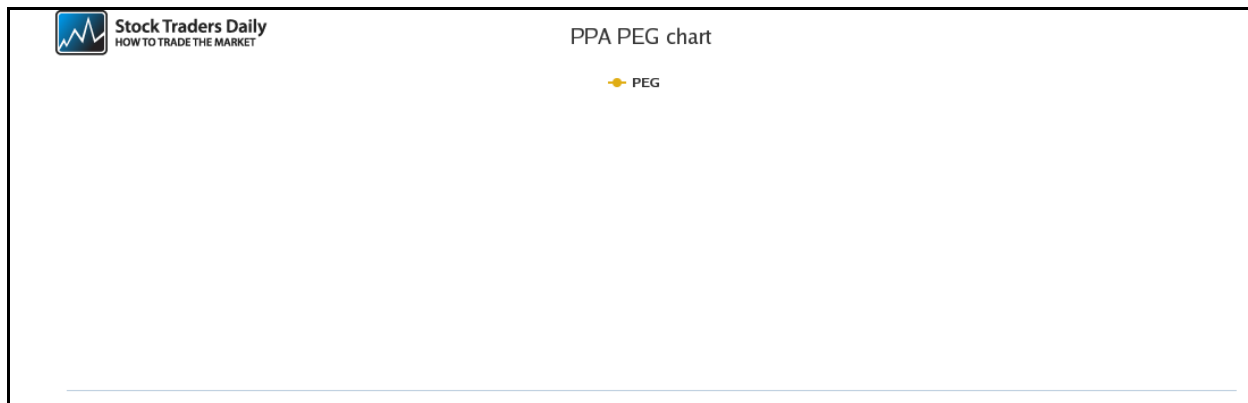 Stock Traders Daily
HOW TO TRADE THE MARKET
PPA PEG chart
PEG